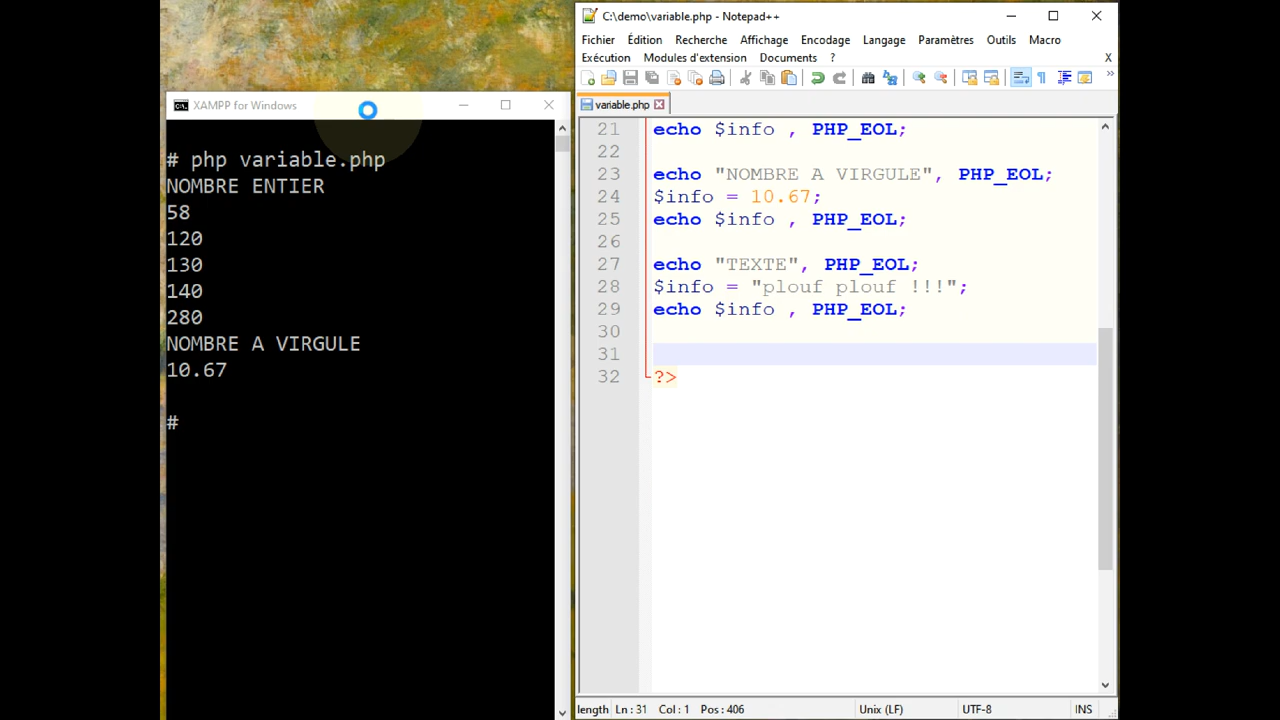 XAMPP for Windows
# php variable.php
NOMBRE ENTIER
58
120
130
140
280
NOMBRE A VIRGULE
10.67
#
C:\demo\variable.php - Notepad++
Fichier Édition Recherche Affichage Encodage Langage Paramètres Outils Macro
Exécution Modules d'extension Documents ? X
variable.php
21 echo $info , PHP_EOL;
22
23 echo "NOMBRE A VIRGULE", PHP_EOL;
24 $info = 10.67;
25 echo $info , PHP_EOL;
26
27 echo "TEXTE", PHP_EOL;
28 $info = "plouf plouf !!!";
29 echo $info , PHP_EOL;
30
31
32 ?>
length Ln : 31 Col : 1 Pos : 406 Unix (LF) UTF-8 INS